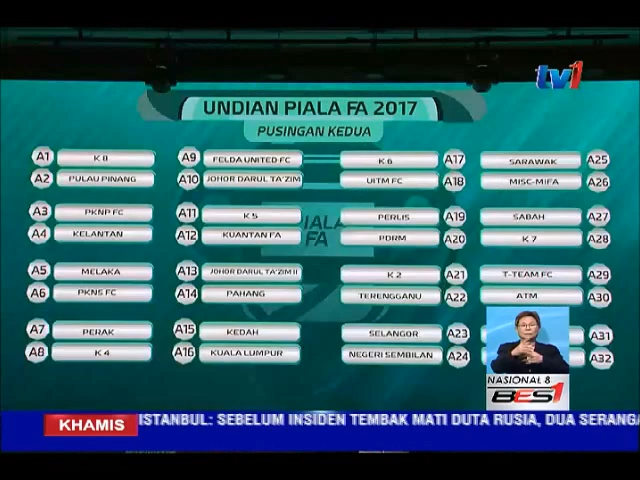 tv1
UNDIAN PIALA FA 2017
PUSINGAN KEDUA
A1 K 8
A2 PULAU PINANG
A3 PKNP FC
A4 KELANTAN
A5 MELAKA
A6 PKNS FC
A7 PERAK
A8 K 4
A9 FELDA UNITED FC
A10 JOHOR DARUL TA'ZIM
A11 K 5
A12 KUANTAN FA
A13 JOHOR DARUL TA'ZIM II
A14 PAHANG
A15 KEDAH
A16 KUALA LUMPUR
PIALA
FA
K 6 A17
UITM FC A18
PERLIS A19
PDRM A20
K 2 A21
TERENGGANU A22
SELANGOR A23
NEGERI SEMBILAN A24
SARAWAK A25
MISC-MIFA A26
SABAH A27
K 7 A28
T-TEAM FC A29
ATM A30
A31
A32
NASIONAL 8
BES1
KHAMIS
ISTANBUL: SEBELUM INSIDEN TEMBAK MATI DUTA RUSIA, DUA SERANGA